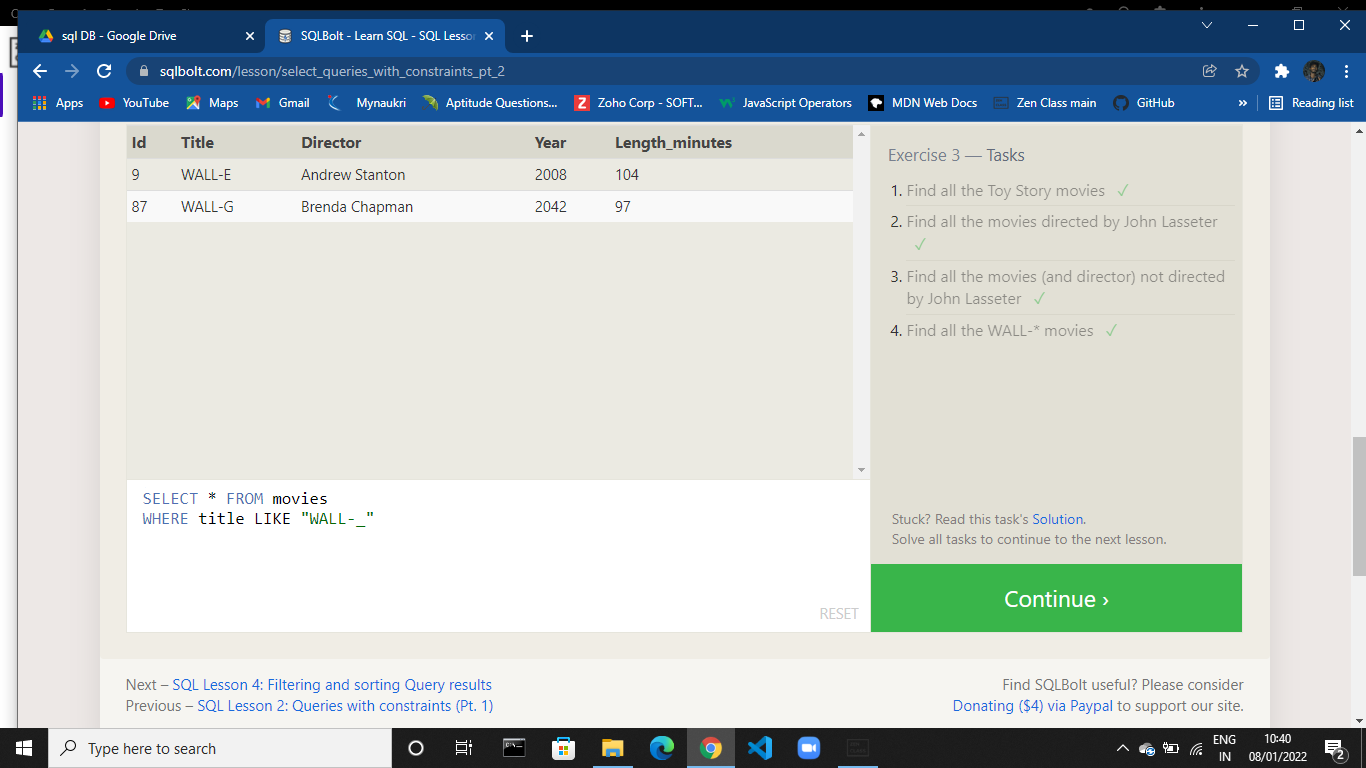 sql DB - Google Drive
SQLBolt - Learn SQL - SQL Lesson
sqlbolt.com/lesson/select_queries_with_constraints_pt_2
Apps YouTube Maps Gmail Mynaukri Aptitude Questions... Zoho Corp - SOFT... JavaScript Operators MDN Web Docs Zen Class main GitHub » Reading list
Id Title Director Year Length_minutes
9 WALL-E Andrew Stanton 2008 104
87 WALL-G Brenda Chapman 2042 97
SELECT * FROM movies
WHERE title LIKE "WALL-_"
RESET
Exercise 3 — Tasks
1. Find all the Toy Story movies ✓
2. Find all the movies directed by John Lasseter
✓
3. Find all the movies (and director) not directed
by John Lasseter ✓
4. Find all the WALL-* movies ✓
Stuck? Read this task's Solution.
Solve all tasks to continue to the next lesson.
Continue ›
Next – SQL Lesson 4: Filtering and sorting Query results
Previous – SQL Lesson 2: Queries with constraints (Pt. 1)
Find SQLBolt useful? Please consider
Donating ($4) via Paypal to support our site.
Type here to search
ENG
IN
10:40
08/01/2022
2